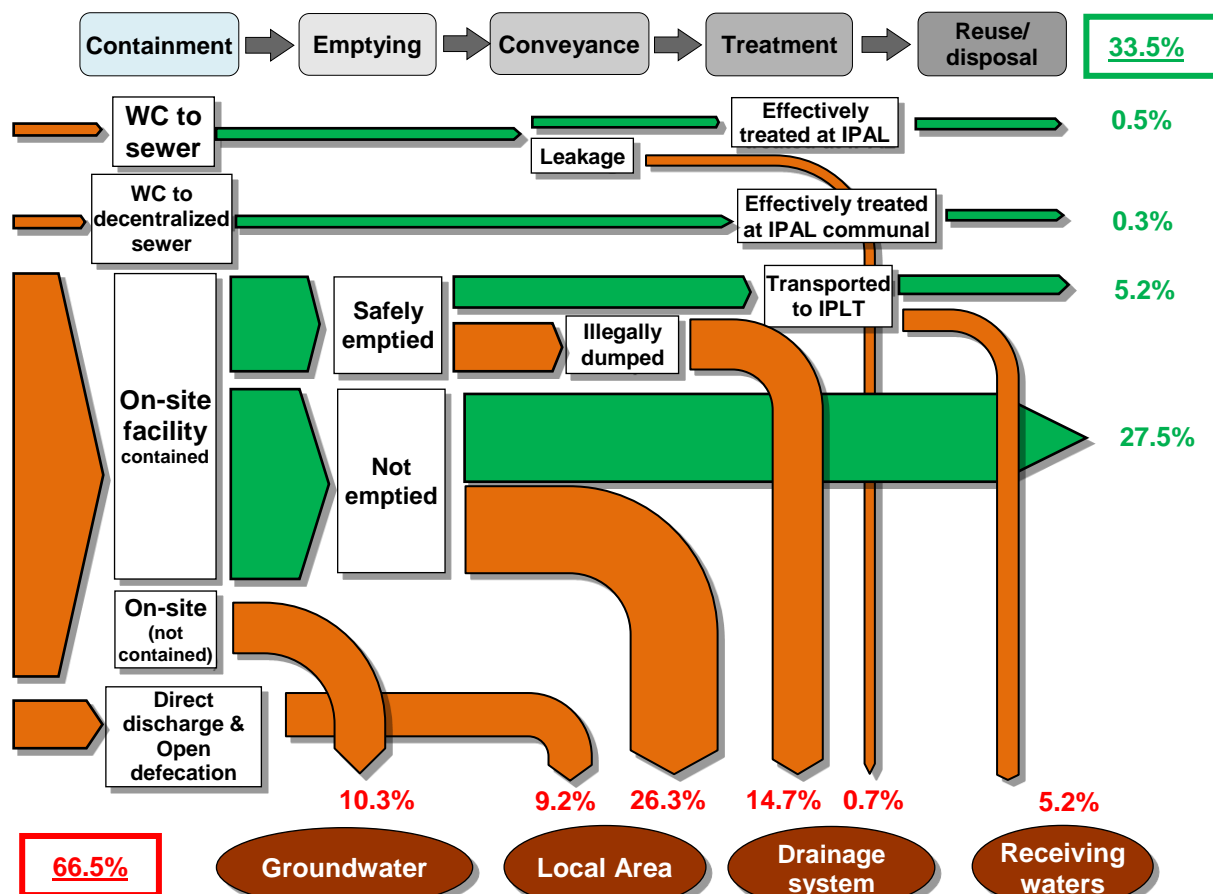 Containment
Emptying
Conveyance
Treatment
Reuse/
disposal
33.5%
WC to
sewer
Leakage
Effectively
treated at IPAL
0.5%
WC to
decentralized
sewer
Effectively treated
at IPAL communal
0.3%
On-site
facility
contained
Safely
emptied
Illegally
dumped
Transported
to IPLT
5.2%
Not
emptied
27.5%
On-site
(not
contained)
Direct
discharge &
Open
defecation
10.3%
9.2%
26.3%
14.7%
0.7%
5.2%
66.5%
Groundwater
Local Area
Drainage
system
Receiving
waters